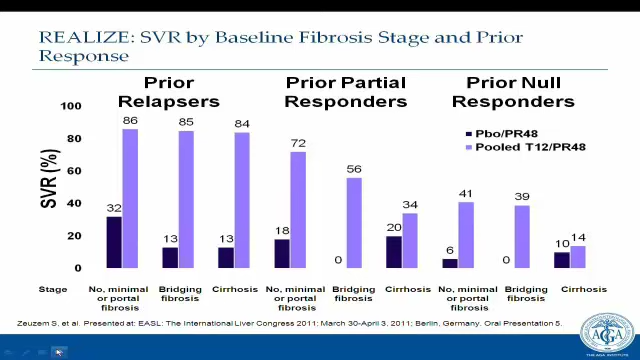 REALIZE: SVR by Baseline Fibrosis Stage and Prior
Response
Prior
Relapsers
Prior Partial
Responders
Prior Null
Responders
SVR (%)
100
80
60
40
20
0
Pbo/PR48
Pooled T12/PR48
32
86
13
85
13
84
18
72
0
56
20
34
6
41
0
39
10
14
Stage
No, minimal
or portal
fibrosis
Bridging
fibrosis
Cirrhosis
No, minimal
or portal
fibrosis
Bridging
fibrosis
Cirrhosis
No, minimal
or portal
fibrosis
Bridging
fibrosis
Cirrhosis
Zeuzem S, et al. Presented at: EASL: The International Liver Congress 2011; March 30-April 3, 2011; Berlin, Germany. Oral Presentation 5.
AGA
THE AGA INSTITUTE